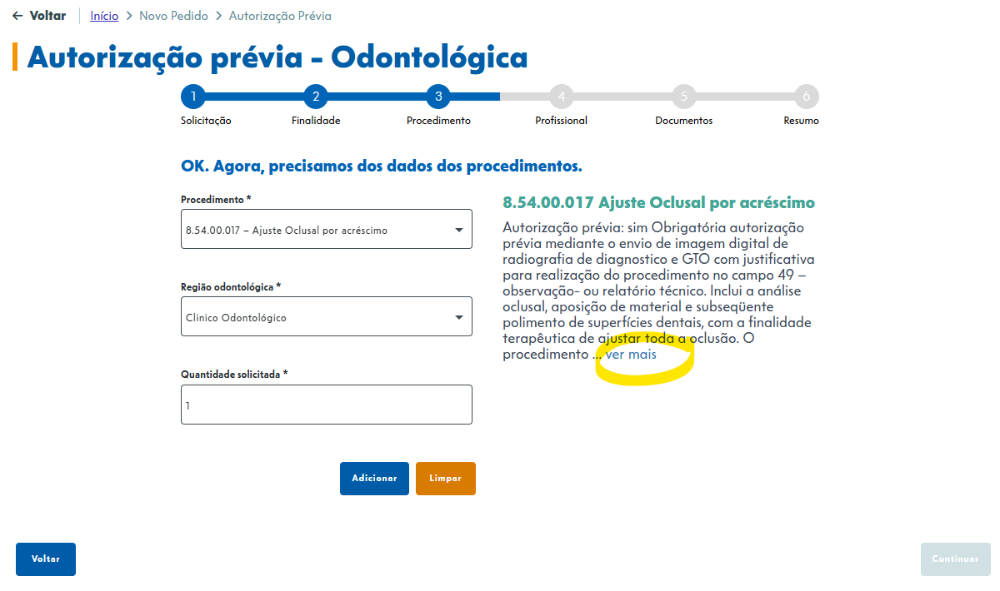 Voltar Início > Novo Pedido > Autorização Prévia
Autorização prévia - Odontológica
1 2 3 4 5 6
Solicitação Finalidade Procedimento Profissional Documentos Resumo
OK. Agora, precisamos dos dados dos procedimentos.
Procedimento *
8.54.00.017 – Ajuste Oclusal por acréscimo
Região odontológica *
Clinico Odontológico
Quantidade solicitada *
1
Adicionar Limpar
8.54.00.017 Ajuste Oclusal por acréscimo
Autorização prévia: sim Obrigatória autorização
prévia mediante o envio de imagem digital de
radiografia de diagnostico e GTO com justificativa
para realização do procedimento no campo 49 –
observação- ou relatório técnico. Inclui a análise
oclusal, aposição de material e subseqüente
polimento de superfícies dentais, com a finalidade
terapêutica de ajustar toda a oclusão. O
procedimento ... ver mais
Voltar Continuar